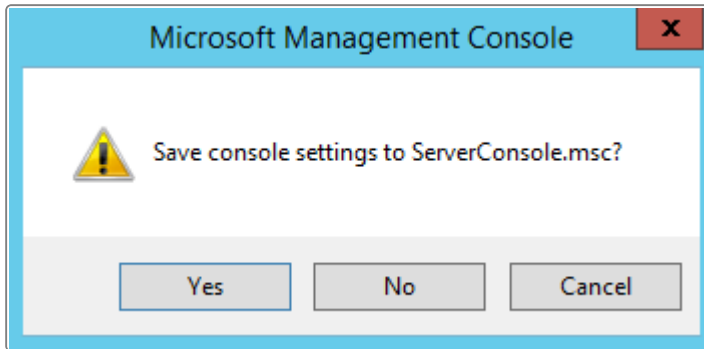 Microsoft Management Console
x
Save console settings to ServerConsole.msc?
Yes
No
Cancel